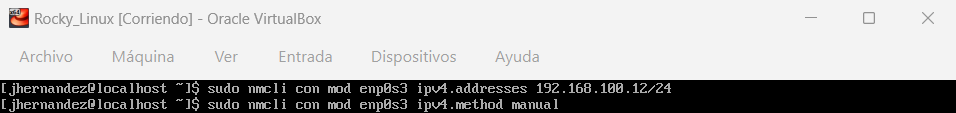 Rocky_Linux [Corriendo] - Oracle VirtualBox
Archivo Máquina Ver Entrada Dispositivos Ayuda
[jhernandez@localhost ~]$ sudo nmcli con mod enp0s3 ipv4.addresses 192.168.100.12/24
[jhernandez@localhost ~]$ sudo nmcli con mod enp0s3 ipv4.method manual